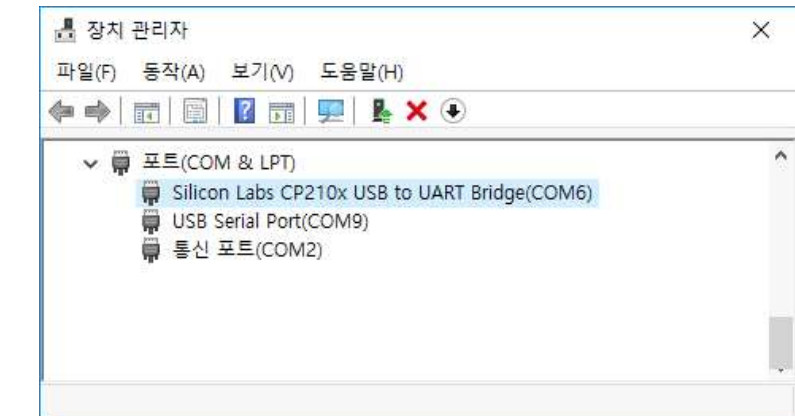 장치 관리자
파일(F) 동작(A) 보기(V) 도움말(H)
포트(COM & LPT)
Silicon Labs CP210x USB to UART Bridge(COM6)
USB Serial Port(COM9)
통신 포트(COM2)